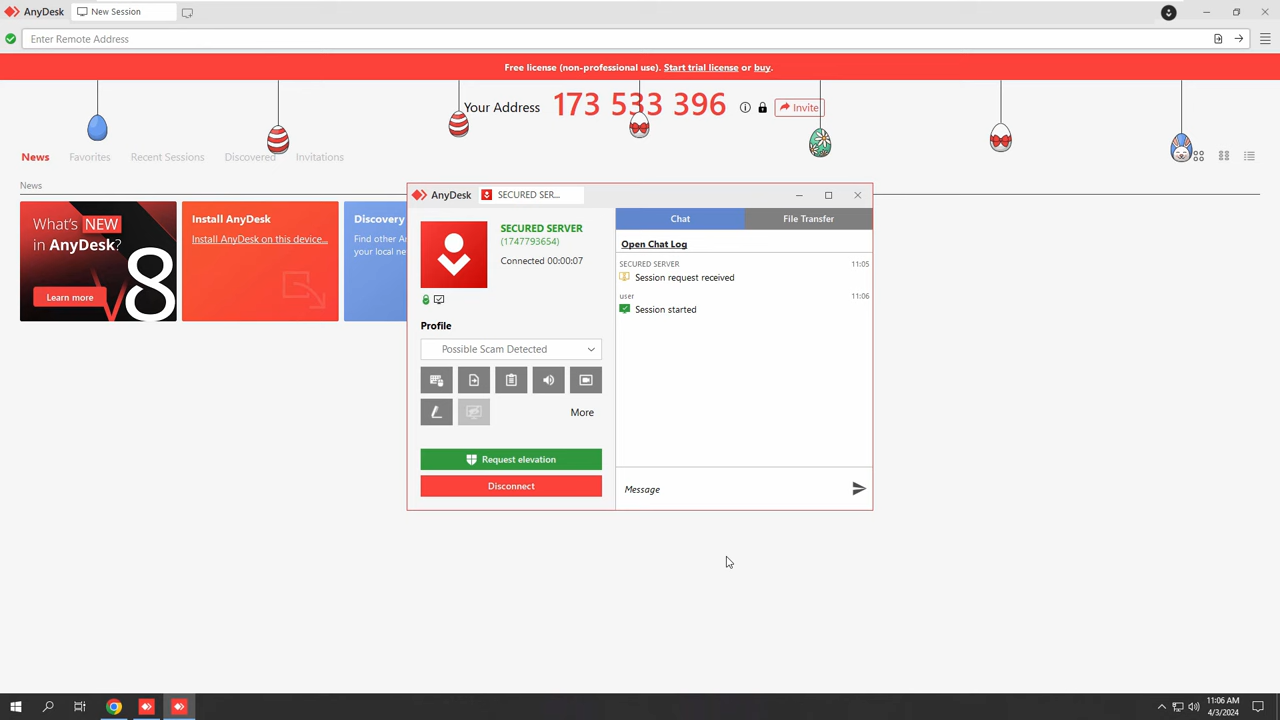 AnyDesk
New Session
Enter Remote Address
Free license (non-professional use). Start trial license or buy.
Your Address 173 533 396 Invite
News Favorites Recent Sessions Discovered Invitations
News
What's NEW
in AnyDesk?
V8
Learn more
Install AnyDesk
Install AnyDesk on this device...
Discovery
Find other An
your local ne
AnyDesk SECURED SER...
SECURED SERVER
(1747793654)
Connected 00:00:07
Profile
Possible Scam Detected
More
Request elevation
Disconnect
Chat File Transfer
Open Chat Log
SECURED SERVER 11:05
Session request received
user 11:06
Session started
Message
11:06 AM
4/3/2024